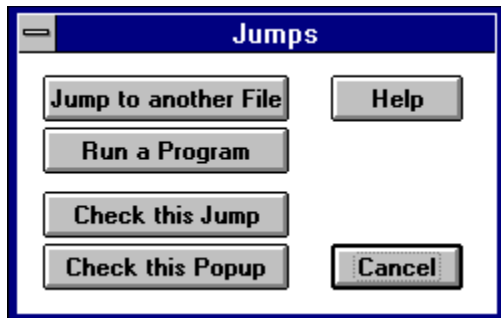 Jumps
Jump to another File
Help
Run a Program
Check this Jump
Check this Popup
Cancel